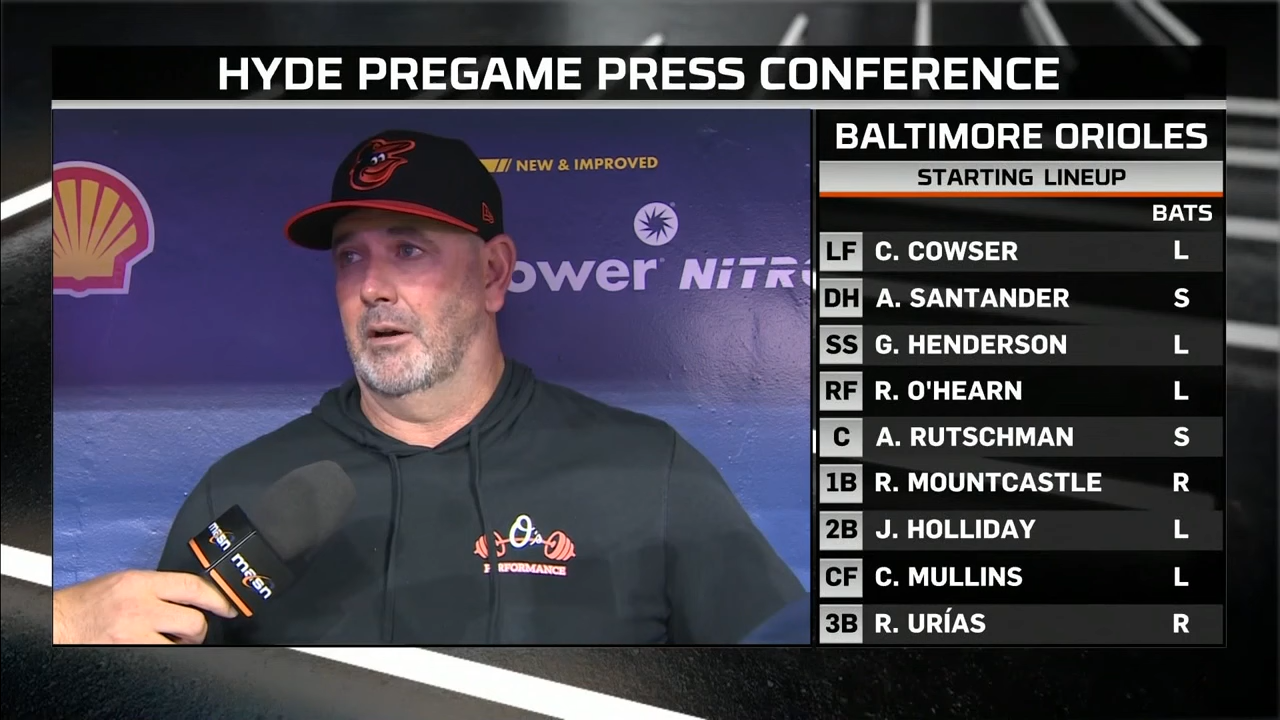 HYDE PREGAME PRESS CONFERENCE
BALTIMORE ORIOLES
STARTING LINEUP
BATS
LF C. COWSER L
DH A. SANTANDER S
SS G. HENDERSON L
RF R. O'HEARN L
C A. RUTSCHMAN S
1B R. MOUNTCASTLE R
2B J. HOLLIDAY L
CF C. MULLINS L
3B R. URÍAS R
NEW & IMPROVED
ower NiTR
O's
PERFORMANCE
masn
masn